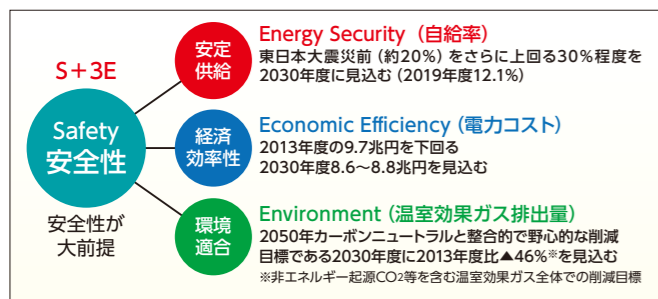 S+3E
Safety
安全性
安全性が
大前提
安定
供給
Energy Security(自給率)
東日本大震災前(約20%)をさらに上回る30%程度を
2030年度に見込む(2019年度12.1%)
経済
効率性
Economic Efficiency(電力コスト)
2013年度の9.7兆円を下回る
2030年度8.6~8.8兆円を見込む
環境
適合
Environment(温室効果ガス排出量)
2050年カーボンニュートラルと整合的で野心的な削減
目標である2030年度に2013年度比▲46%※を見込む
※非エネルギー起源CO2等を含む温室効果ガス全体での削減目標